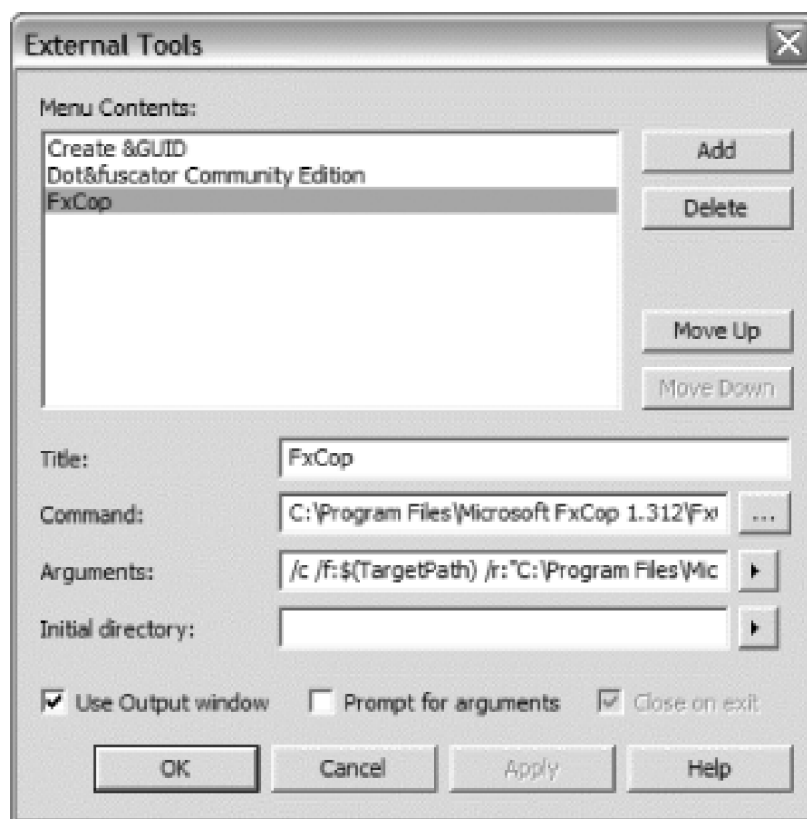 External Tools
Menu Contents:
Create &GUID
Dot&fuscator Community Edition
FxCop
Add
Delete
Move Up
Move Down
Title:
FxCop
Command:
C:\Program Files\Microsoft FxCop 1.312\Fx
...
Arguments:
/c /f:$(TargetPath) /r:"C:\Program Files\Mic
Initial directory:
Use Output window
Prompt for arguments
Close on exit
OK
Cancel
Apply
Help